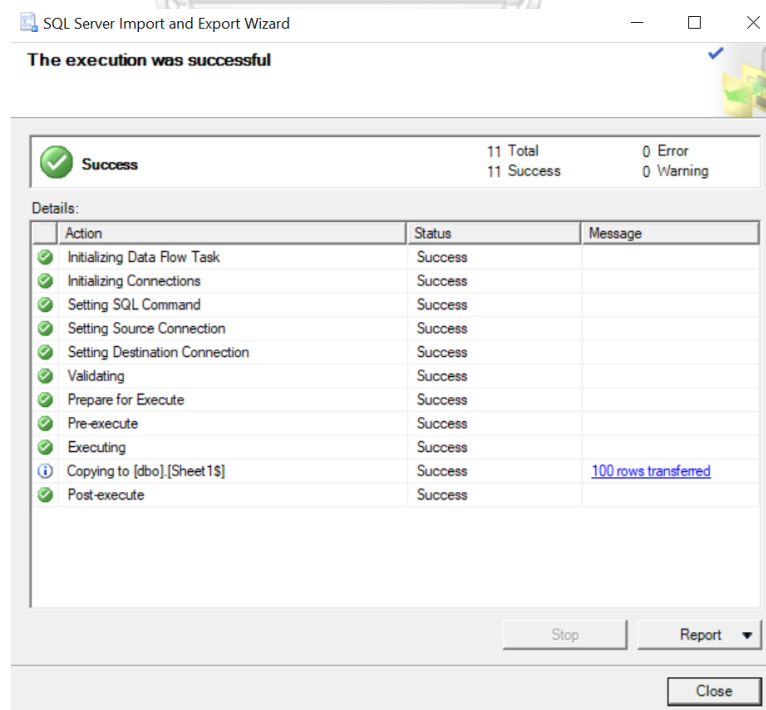 SQL Server Import and Export Wizard
The execution was successful
Success
11 Total
0 Error
11 Success
0 Warning
Details:
Action Status Message
Initializing Data Flow Task Success
Initializing Connections Success
Setting SQL Command Success
Setting Source Connection Success
Setting Destination Connection Success
Validating Success
Prepare for Execute Success
Pre-execute Success
Executing Success
Copying to [dbo].[Sheet1$] Success 100 rows transferred
Post-execute Success
Stop Report
Close